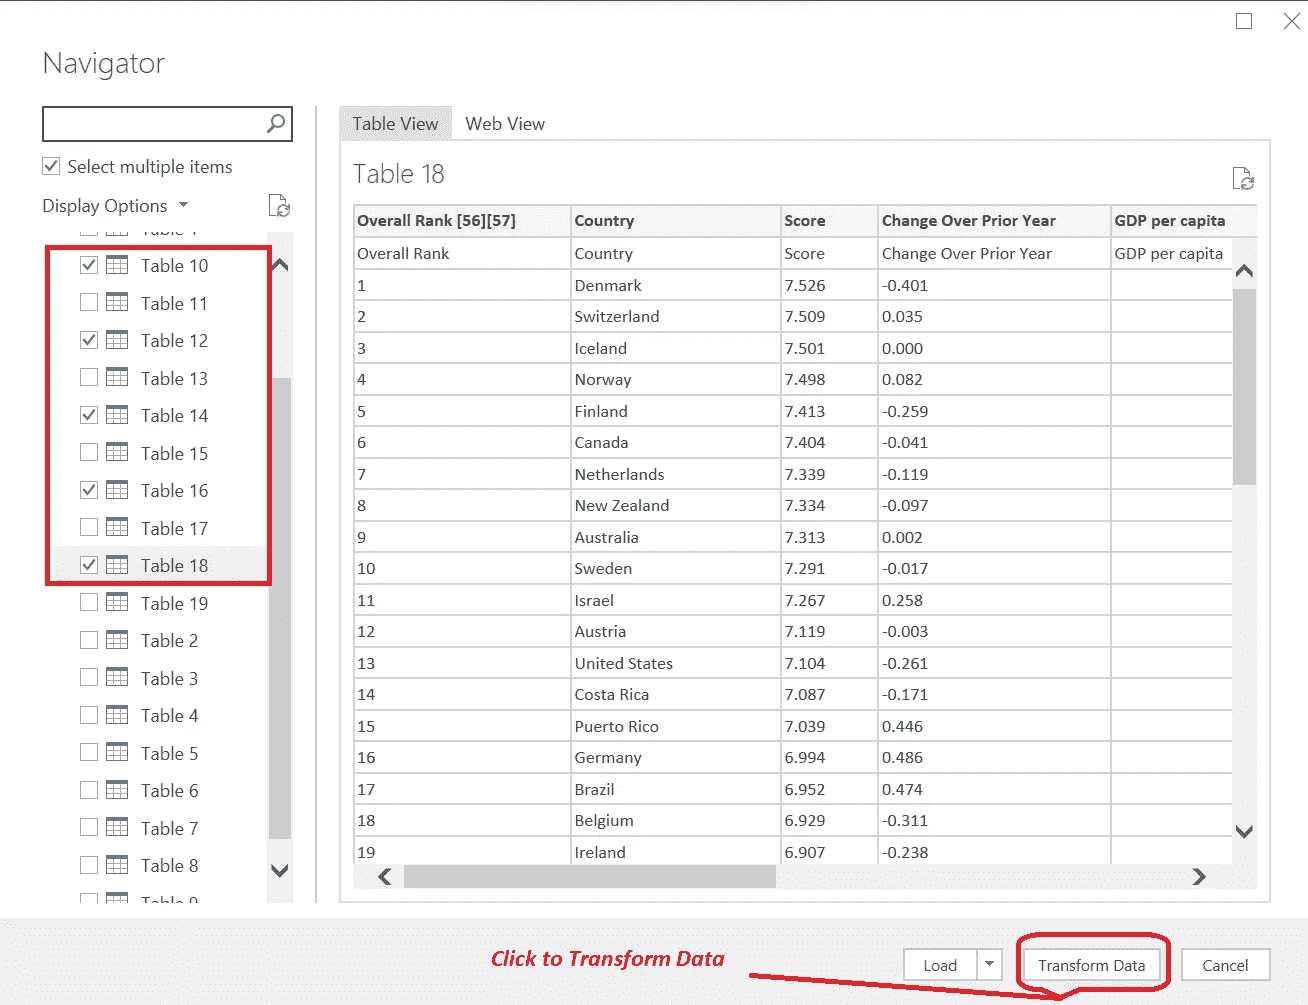 Navigator
Select multiple items
Display Options
Table 10
Table 11
Table 12
Table 13
Table 14
Table 15
Table 16
Table 17
Table 18
Table 19
Table 2
Table 3
Table 4
Table 5
Table 6
Table 7
Table 8
Table 9
Table View Web View
Table 18
Overall Rank [56][57] Country Score Change Over Prior Year GDP per capita
Overall Rank Country Score Change Over Prior Year GDP per capita
1 Denmark 7.526 -0.401
2 Switzerland 7.509 0.035
3 Iceland 7.501 0.000
4 Norway 7.498 0.082
5 Finland 7.413 -0.259
6 Canada 7.404 -0.041
7 Netherlands 7.339 -0.119
8 New Zealand 7.334 -0.097
9 Australia 7.313 0.002
10 Sweden 7.291 -0.017
11 Israel 7.267 0.258
12 Austria 7.119 -0.003
13 United States 7.104 -0.261
14 Costa Rica 7.087 -0.171
15 Puerto Rico 7.039 0.446
16 Germany 6.994 0.486
17 Brazil 6.952 0.474
18 Belgium 6.929 -0.311
19 Ireland 6.907 -0.238
Click to Transform Data
Load Transform Data Cancel